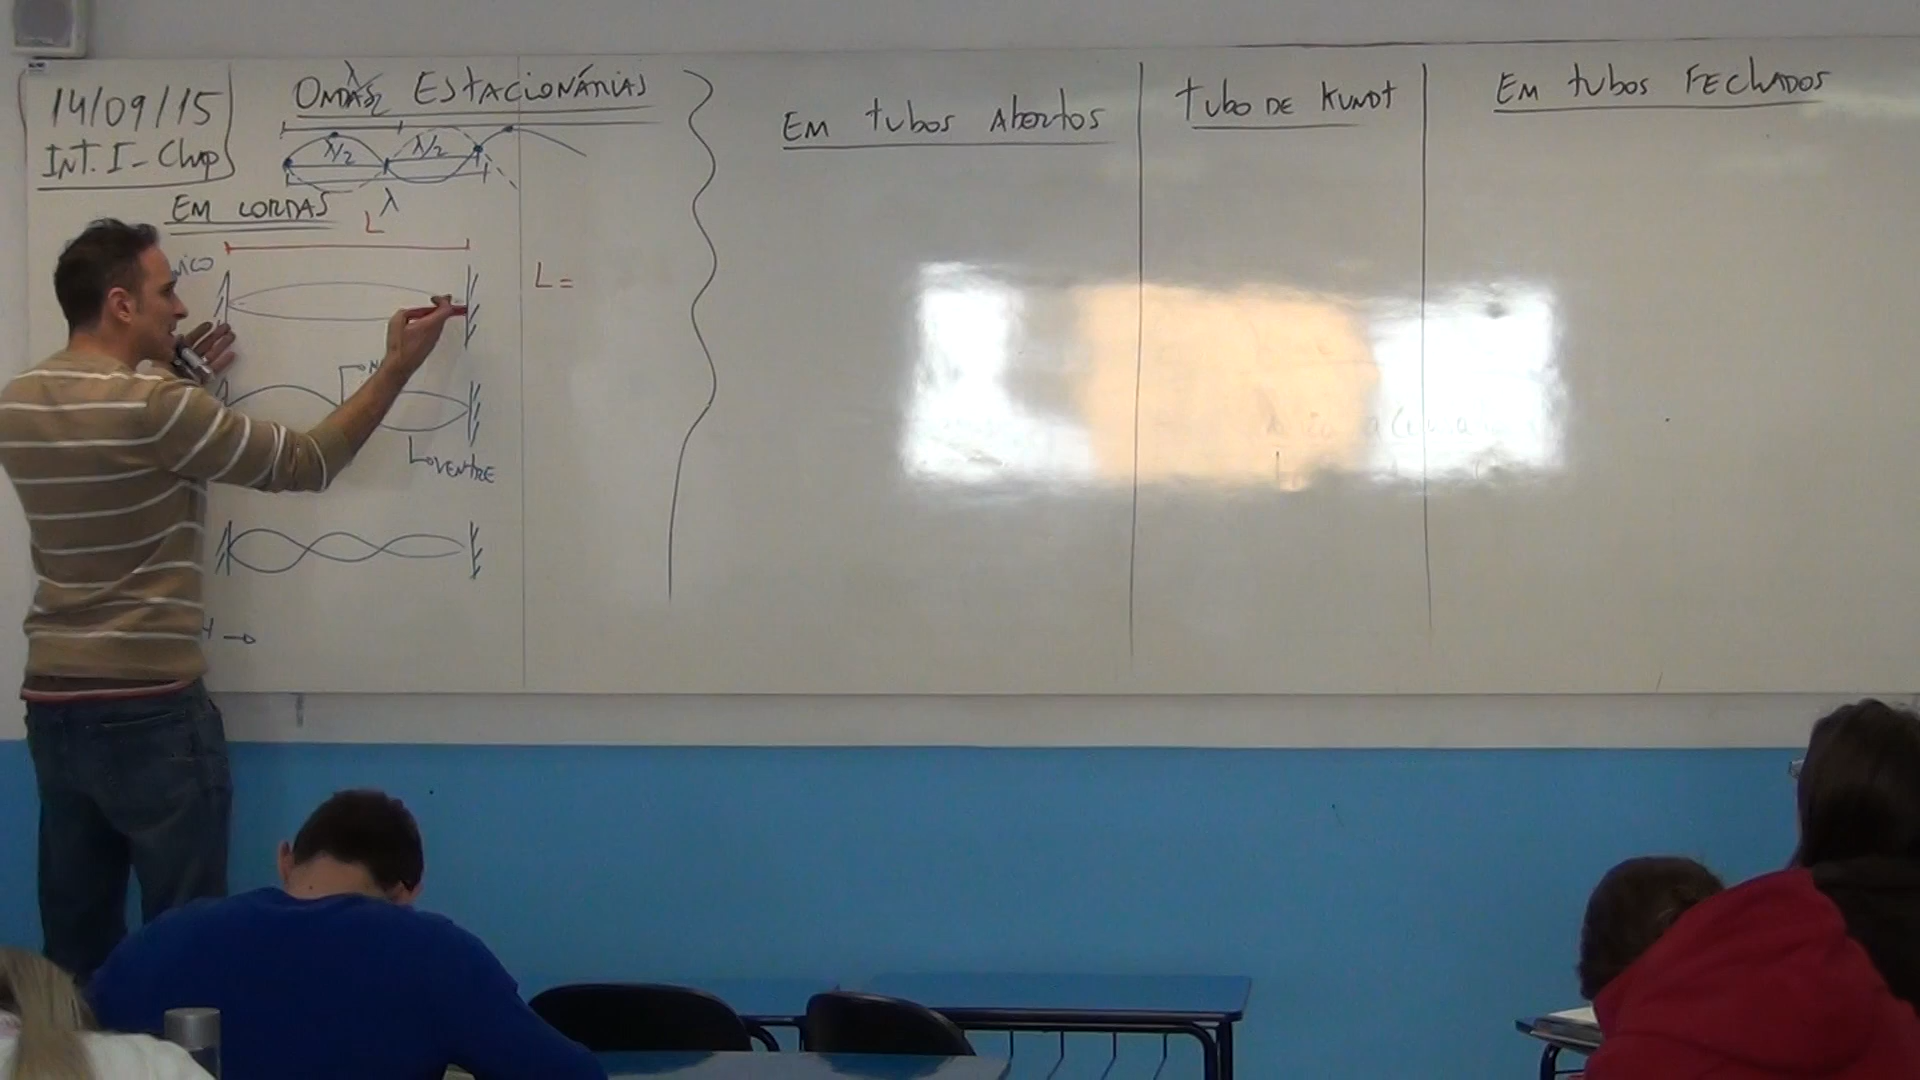 14/09/15
INT. I - Chap
ONDAS ESTACIONÁRIAS
λ/2 λ/2
λ
EM CORDAS
L
L =
VENTRE
EM tubos Abertos
tubo DE KUNDT
EM tubos FECHADOS